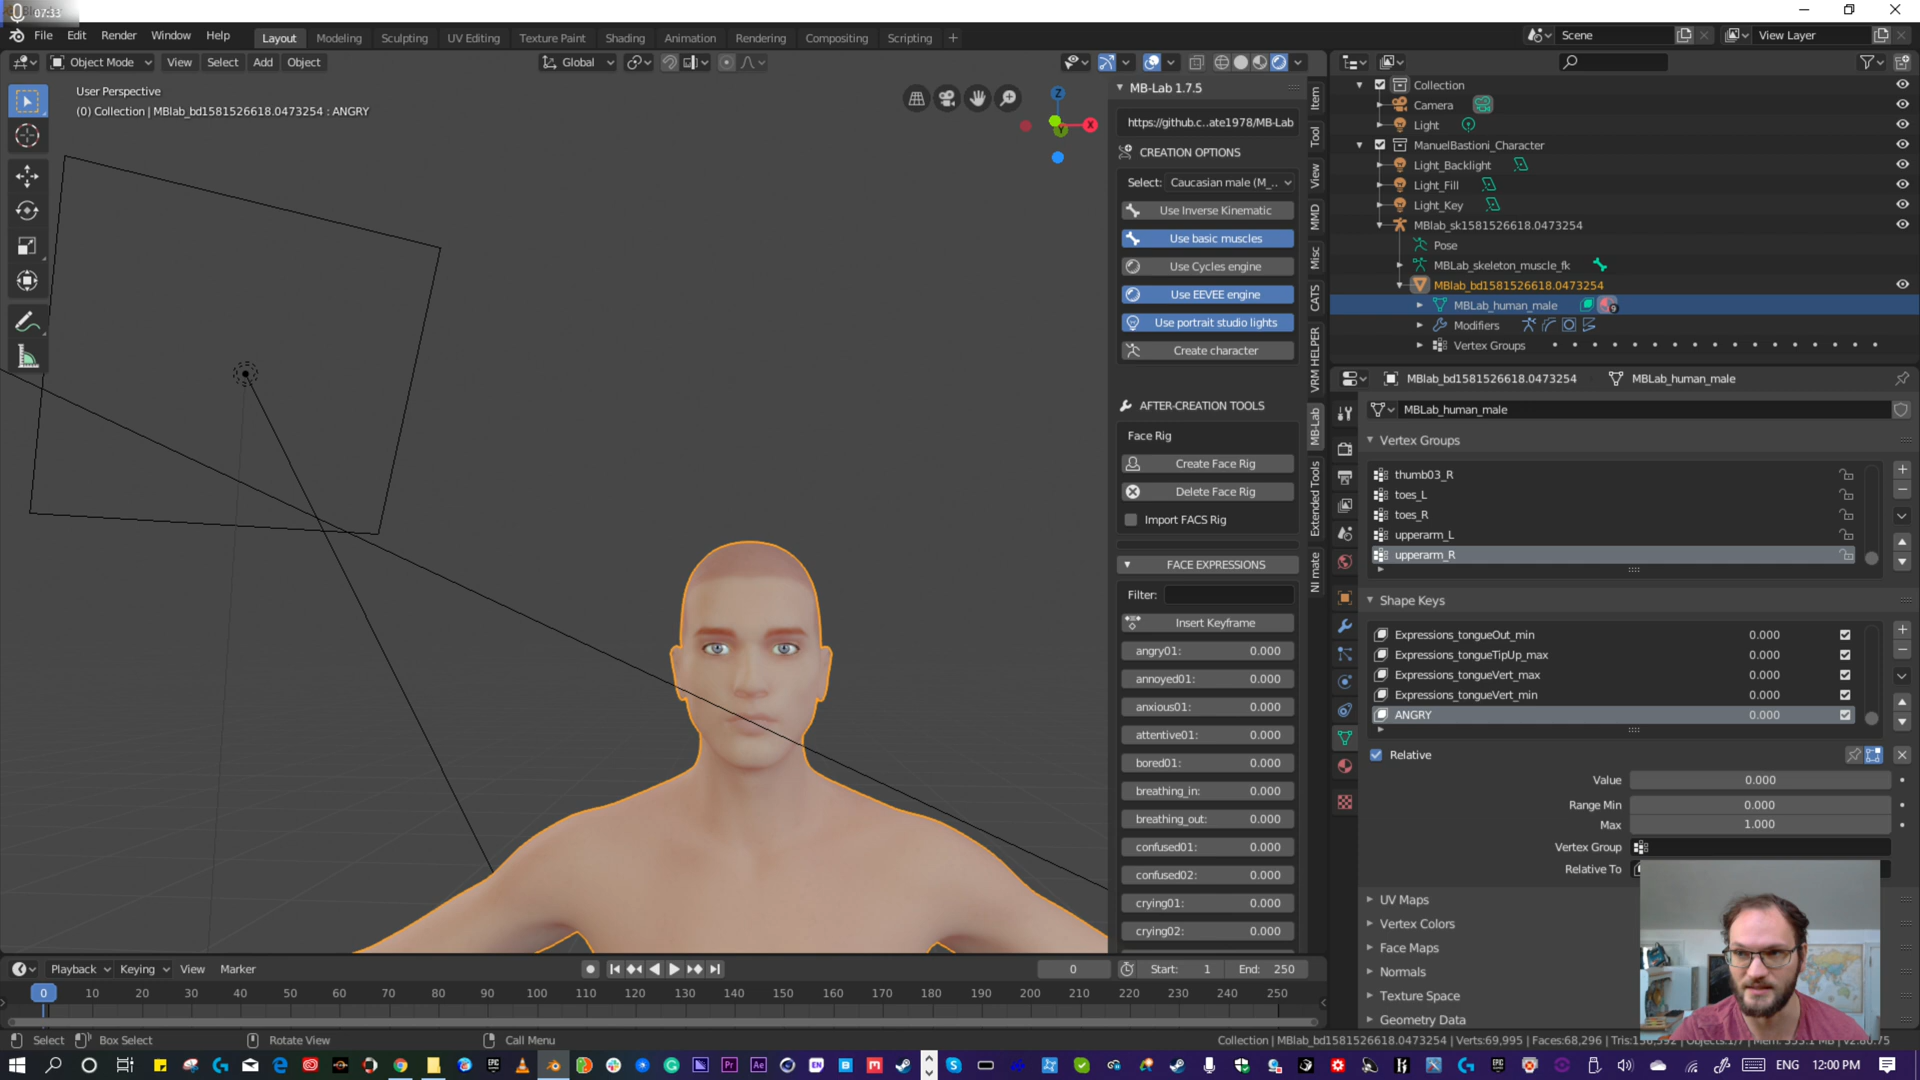 07:33
File Edit Render Window Help Layout Modeling Sculpting UV Editing Texture Paint Shading Animation Rendering Compositing Scripting + Scene View Layer
Object Mode View Select Add Object Global
User Perspective
(0) Collection | MBlab_bd1581526618.0473254 : ANGRY
Z
X
Y
MB-Lab 1.7.5
https://github.c..ate1978/MB-Lab
CREATION OPTIONS
Select: Caucasian male (M_..
Use Inverse Kinematic
Use basic muscles
Use Cycles engine
Use EEVEE engine
Use portrait studio lights
Create character
AFTER-CREATION TOOLS
Face Rig
Create Face Rig
Delete Face Rig
Import FACS Rig
FACE EXPRESSIONS
Filter:
Insert Keyframe
angry01: 0.000
annoyed01: 0.000
anxious01: 0.000
attentive01: 0.000
bored01: 0.000
breathing_in: 0.000
breathing_out: 0.000
confused01: 0.000
confused02: 0.000
crying01: 0.000
crying02: 0.000
Item
Tool
View
MMD
Misc
CATS
VRM HELPER
MB-Lab
Extended Tools
NI mate
Collection
Camera
Light
ManuelBastioni_Character
Light_Backlight
Light_Fill
Light_Key
MBlab_sk1581526618.0473254
Pose
MBLab_skeleton_muscle_fk
MBlab_bd1581526618.0473254
MBLab_human_male 9
Modifiers
Vertex Groups
MBlab_bd1581526618.0473254 MBLab_human_male
MBLab_human_male
Vertex Groups
thumb03_R
toes_L
toes_R
upperarm_L
upperarm_R
Shape Keys
Expressions_tongueOut_min 0.000
Expressions_tongueTipUp_max 0.000
Expressions_tongueVert_max 0.000
Expressions_tongueVert_min 0.000
ANGRY 0.000
Relative
Value 0.000
Range Min 0.000
Max 1.000
Vertex Group
Relative To
UV Maps
Vertex Colors
Face Maps
Normals
Texture Space
Geometry Data
Playback Keying View Marker 0 Start: 1 End: 250
0 10 20 30 40 50 60 70 80 90 100 110 120 130 140 150 160 170 180 190 200 210 220 230 240 250
Select Box Select Rotate View Call Menu Collection | MBlab_bd1581526618.0473254 | Verts:69,995 | Faces:68,296 |
Pr Ae EN B M ENG 12:00 PM